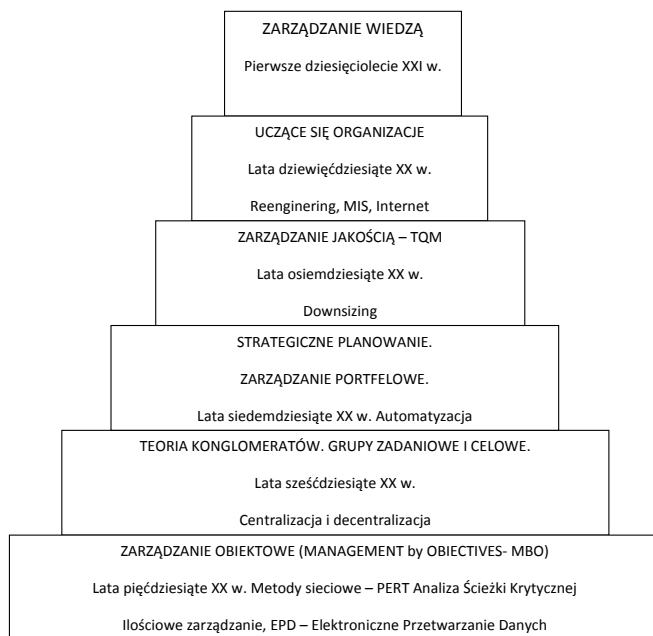 ZARZĄDZANIE WIEDZĄ
Pierwsze dziesięciolecie XXI w.
UCZĄCE SIĘ ORGANIZACJE
Lata dziewięćdziesiąte XX w.
Reenginering, MIS, Internet
ZARZĄDZANIE JAKOŚCIĄ – TQM
Lata osiemdziesiąte XX w.
Downsizing
STRATEGICZNE PLANOWANIE.
ZARZĄDZANIE PORTFELOWE.
Lata siedemdziesiąte XX w. Automatyzacja
TEORIA KONGLOMERATÓW. GRUPY ZADANIOWE I CELOWE.
Lata sześćdziesiąte XX w.
Centralizacja i decentralizacja
ZARZĄDZANIE OBIEKTOWE (MANAGEMENT by OBIECTIVES- MBO)
Lata pięćdziesiąte XX w. Metody sieciowe – PERT Analiza Ścieżki Krytycznej
Ilościowe zarządzanie, EPD – Elektroniczne Przetwarzanie Danych